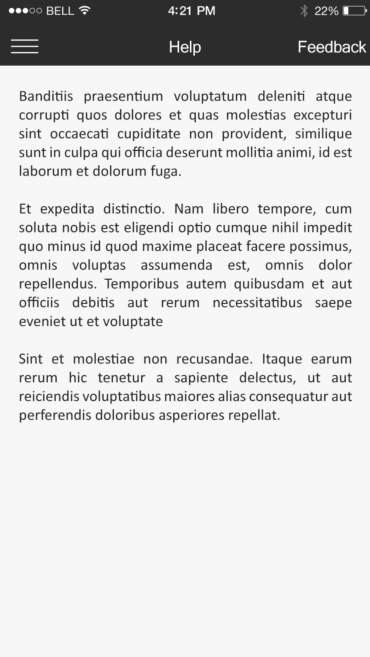 BELL 4:21 PM 22%
Help Feedback
Banditiis praesentium voluptatum deleniti atque
corrupti quos dolores et quas molestias excepturi
sint occaecati cupiditate non provident, similique
sunt in culpa qui officia deserunt mollitia animi, id est
laborum et dolorum fuga.
Et expedita distinctio. Nam libero tempore, cum
soluta nobis est eligendi optio cumque nihil impedit
quo minus id quod maxime placeat facere possimus,
omnis voluptas assumenda est, omnis dolor
repellendus. Temporibus autem quibusdam et aut
officiis debitis aut rerum necessitatibus saepe
eveniet ut et voluptate
Sint et molestiae non recusandae. Itaque earum
rerum hic tenetur a sapiente delectus, ut aut
reiciendis voluptatibus maiores alias consequatur aut
perferendis doloribus asperiores repellat.